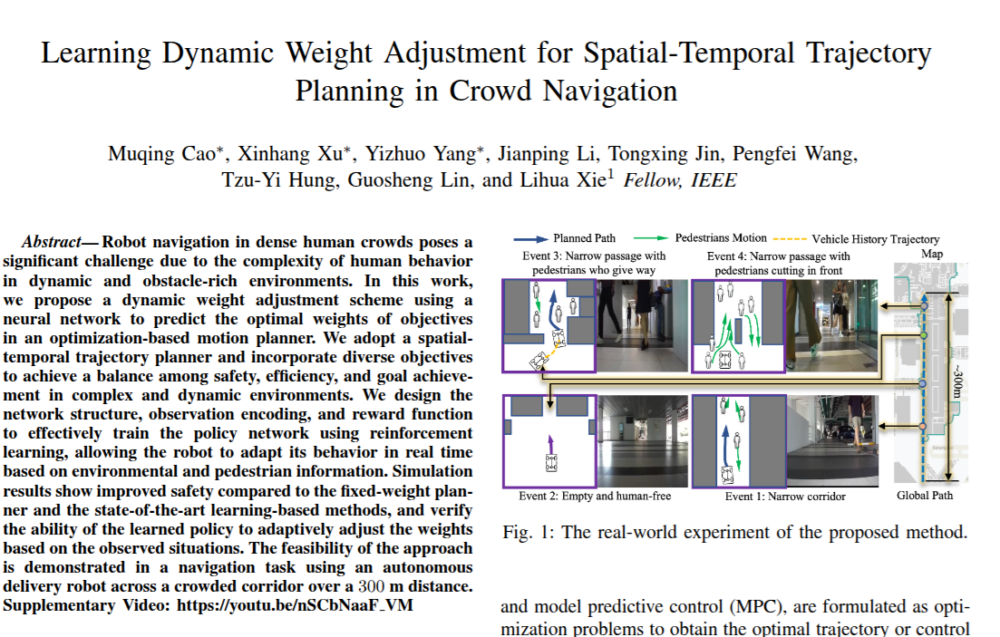 Learning Dynamic Weight Adjustment for Spatial-Temporal Trajectory
Planning in Crowd Navigation
Muqing Cao*, Xinhang Xu*, Yizhuo Yang*, Jianping Li, Tongxing Jin, Pengfei Wang,
Tzu-Yi Hung, Guosheng Lin, and Lihua Xie1 Fellow, IEEE
Abstract— Robot navigation in dense human crowds poses a
significant challenge due to the complexity of human behavior
in dynamic and obstacle-rich environments. In this work,
we propose a dynamic weight adjustment scheme using a
neural network to predict the optimal weights of objectives
in an optimization-based motion planner. We adopt a spatial-
temporal trajectory planner and incorporate diverse objectives
to achieve a balance among safety, efficiency, and goal achieve-
ment in complex and dynamic environments. We design the
network structure, observation encoding, and reward function
to effectively train the policy network using reinforcement
learning, allowing the robot to adapt its behavior in real time
based on environmental and pedestrian information. Simulation
results show improved safety compared to the fixed-weight plan-
ner and the state-of-the-art learning-based methods, and verify
the ability of the learned policy to adaptively adjust the weights
based on the observed situations. The feasibility of the approach
is demonstrated in a navigation task using an autonomous
delivery robot across a crowded corridor over a 300 m distance.
Supplementary Video: https://youtu.be/nSCbNaaF_VM
Planned Path
Pedestrians Motion
Vehicle History Trajectory
Event 3: Narrow passage with
pedestrians who give way
Event 4: Narrow passage with
pedestrians cutting in front
Map
~300m
Event 2: Empty and human-free
Event 1: Narrow corridor
Global Path
Fig. 1: The real-world experiment of the proposed method.
and model predictive control (MPC), are formulated as opti-
mization problems to obtain the optimal trajectory or control